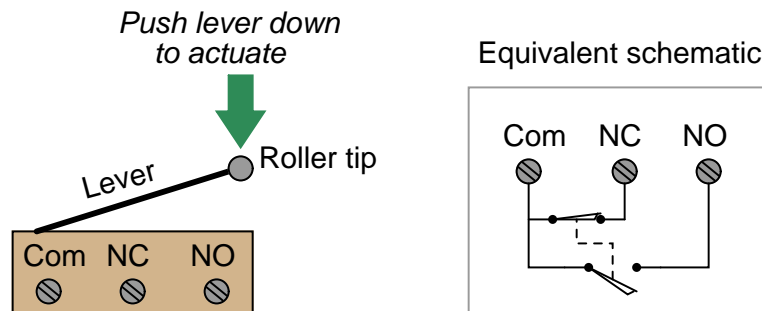 Push lever down
to actuate
Lever
Roller tip
Com NC NO
Equivalent schematic
Com NC NO